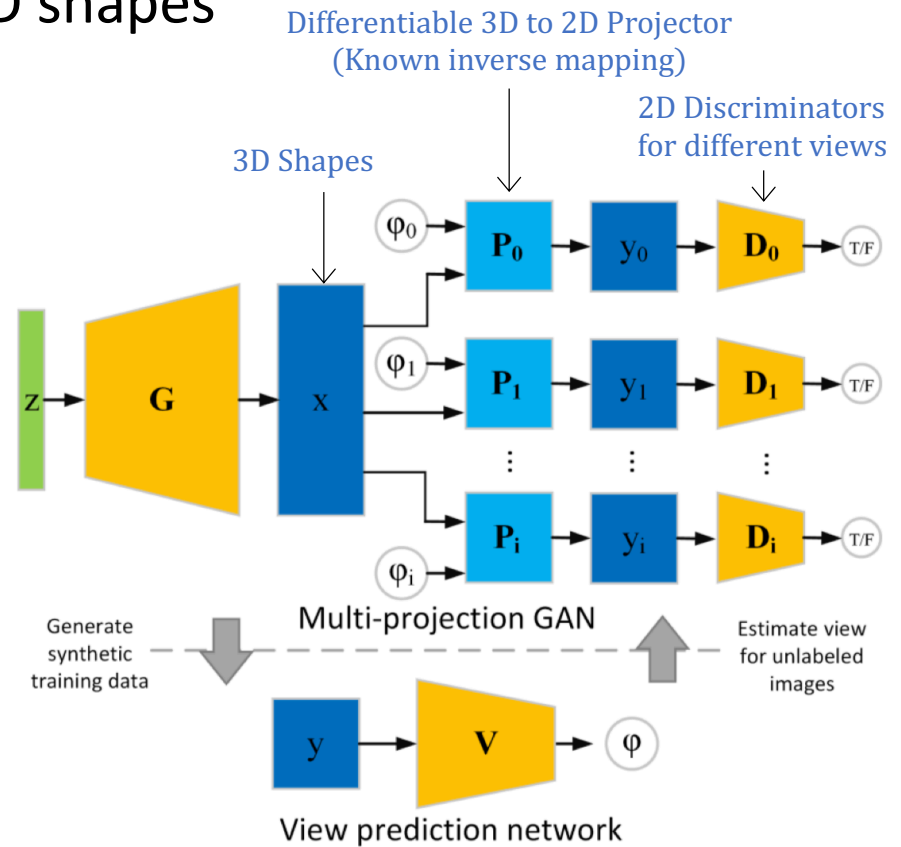 D shapes
Differentiable 3D to 2D Projector
(Known inverse mapping)
2D Discriminators
for different views
3D Shapes
φ₀
P₀
y₀
D₀
T/F
z
G
x
φ₁
P₁
y₁
D₁
T/F
⋮ ⋮ ⋮
Pᵢ
yᵢ
Dᵢ
T/F
φᵢ
Multi-projection GAN
Generate
synthetic
training data
Estimate view
for unlabeled
images
y
V
φ
View prediction network